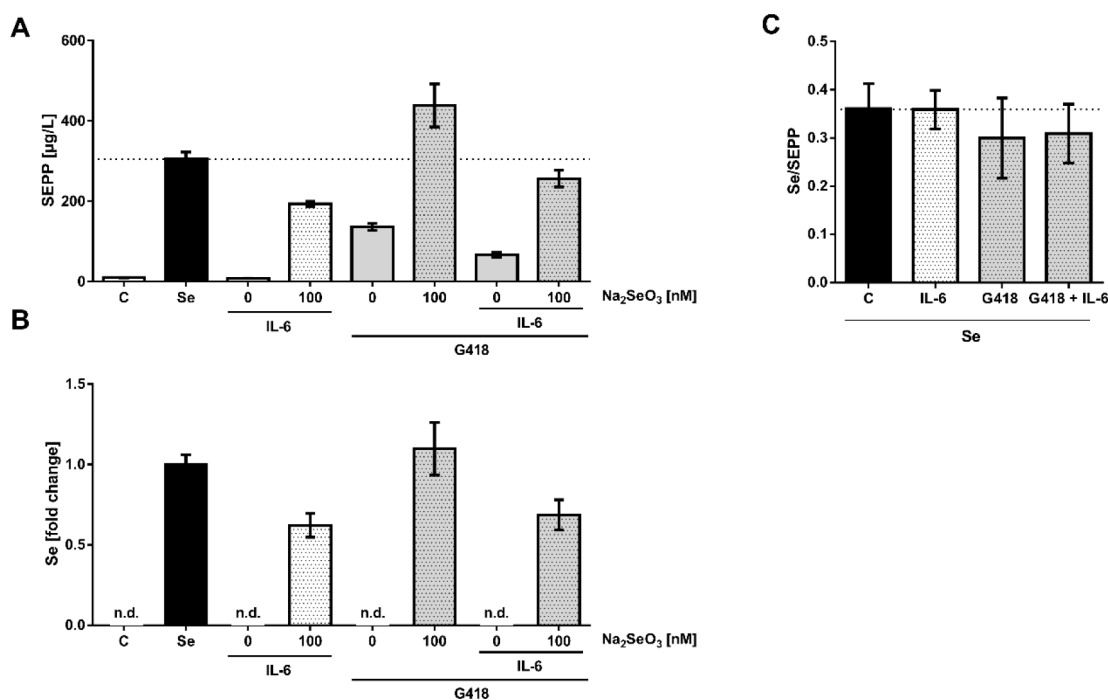 A
600
400
200
0
SEPP [µg/L]
C Se 0 100 0 100 0 100 Na₂SeO₃ [nM]
IL-6 IL-6
G418
B
1.5
1.0
0.5
0.0
Se [fold change]
n.d. n.d. n.d. n.d.
C Se 0 100 0 100 0 100 Na₂SeO₃ [nM]
IL-6 IL-6
G418
C
0.5
0.4
0.3
0.2
0.1
0.0
Se/SEPP
C IL-6 G418 G418 + IL-6
Se